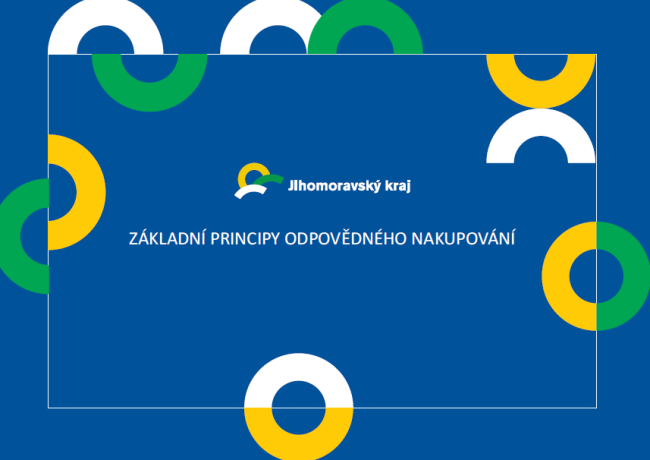 Jihomoravský kraj
ZÁKLADNÍ PRINCIPY ODPOVĚDNÉHO NAKUPOVÁNÍ